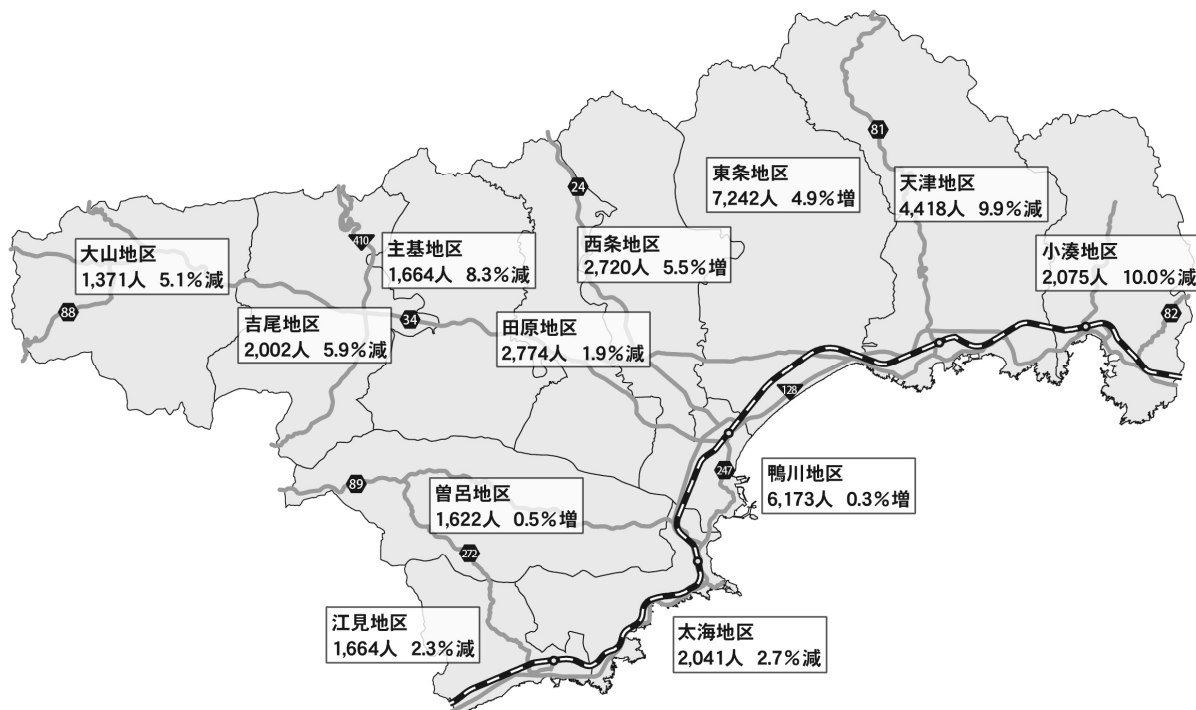 81
東条地区
7,242人 4.9%増
天津地区
4,418人 9.9%減
24
410
主基地区
1,664人 8.3%減
西条地区
2,720人 5.5%増
小湊地区
2,075人 10.0%減
大山地区
1,371人 5.1%減
88
吉尾地区
2,002人 5.9%減
34
田原地区
2,774人 1.9%減
82
128
鴨川地区
6,173人 0.3%増
247
89
曽呂地区
1,622人 0.5%増
272
江見地区
1,664人 2.3%減
太海地区
2,041人 2.7%減